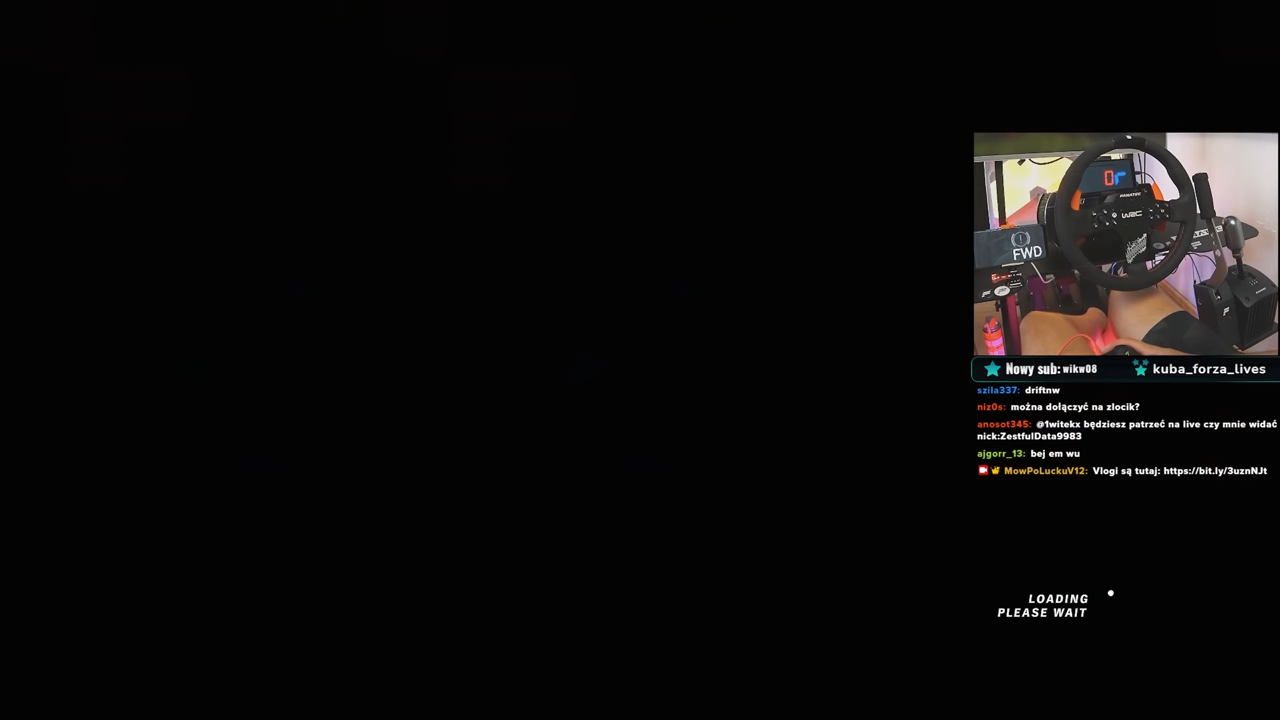 0r
FANATEC
WRC
FWD
Nowy sub: wikw08 kuba_forza_lives
szila337: driftnw
niz0s: można dołączyć na zlocik?
anosot345: @1witekx będziesz patrzeć na live czy mnie widać
nick:ZestfulData9983
ajgorr_13: bej em wu
MowPoLuckuV12: Vlogi są tutaj: https://bit.ly/3uznNJt
LOADING
PLEASE WAIT